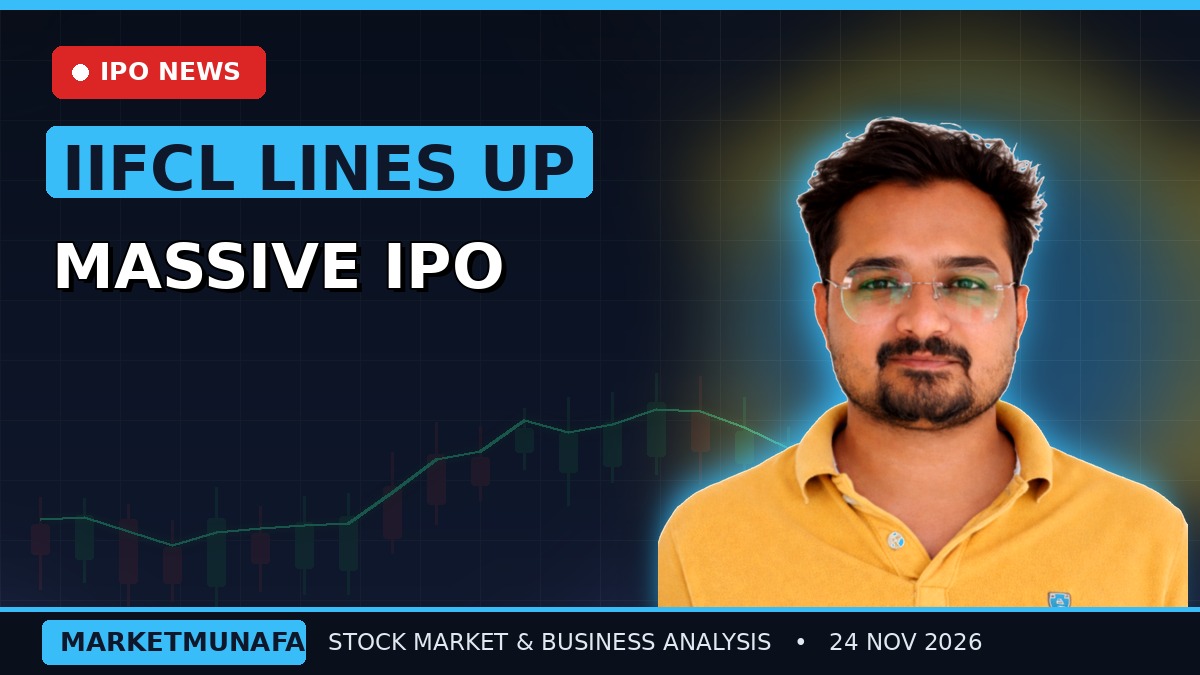 IPO NEWS
IIFCL LINES UP
MASSIVE IPO
MARKETMUNAFA STOCK MARKET & BUSINESS ANALYSIS • 24 NOV 2026